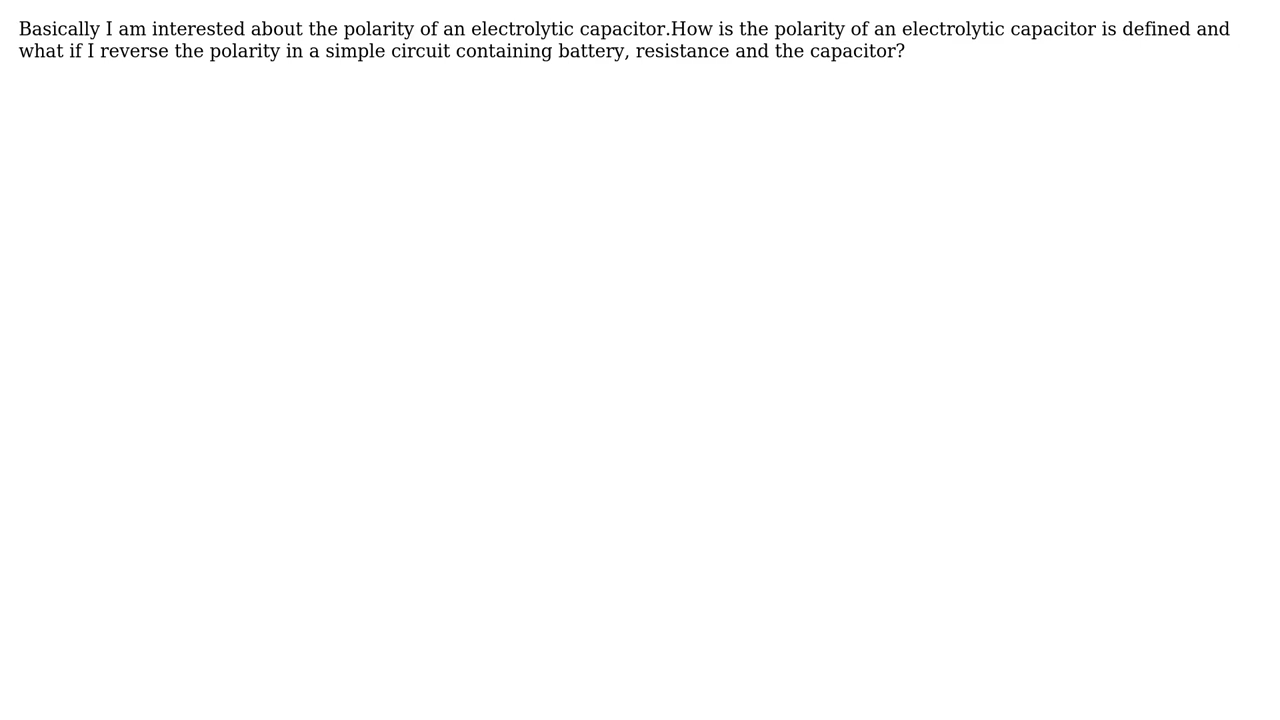 Basically I am interested about the polarity of an electrolytic capacitor.How is the polarity of an electrolytic capacitor is defined and
what if I reverse the polarity in a simple circuit containing battery, resistance and the capacitor?